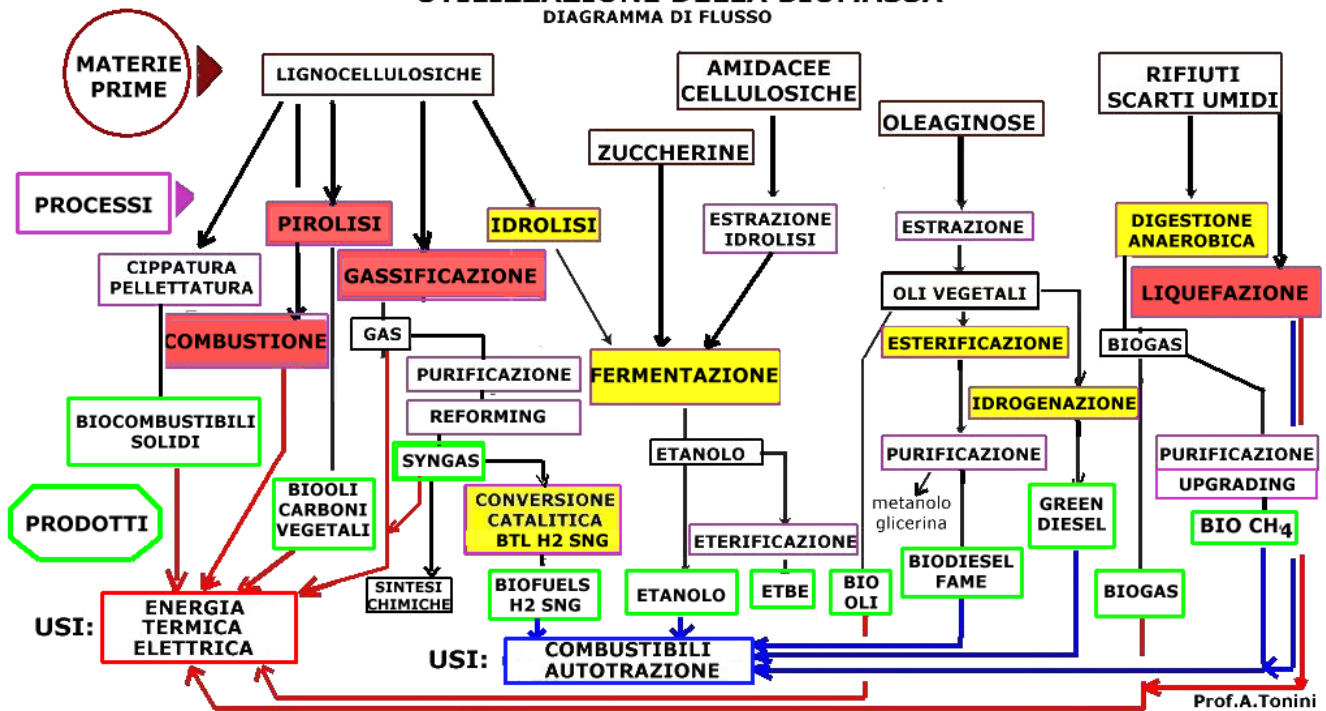 UTILIZZAZIONE DELLA BIOMASSA
DIAGRAMMA DI FLUSSO
MATERIE
PRIME
LIGNOCELLULOSICHE
AMIDACEE
CELLULOSICHE
RIFIUTI
SCARTI UMIDI
OLEAGINOSE
ZUCCHERINE
PROCESSI
PIROLISI
IDROLISI
ESTRAZIONE
IDROLISI
ESTRAZIONE
DIGESTIONE
ANAEROBICA
CIPPATURA
PELLETTATURA
GASSIFICAZIONE
OLI VEGETALI
LIQUEFAZIONE
COMBUSTIONE
GAS
ESTERIFICAZIONE
BIOGAS
PURIFICAZIONE
FERMENTAZIONE
IDROGENAZIONE
REFORMING
BIOCOMBUSTIBILI
SOLIDI
SYNGAS
ETANOLO
PURIFICAZIONE
PURIFICAZIONE
UPGRADING
PRODOTTI
BIOOLI
CARBONI
VEGETALI
CONVERSIONE
CATALITICA
BTL H2 SNG
metanolo
glicerina
GREEN
DIESEL
BIO CH4
ETERIFICAZIONE
SINTESI
CHIMICHE
BIOFUELS
H2 SNG
ETANOLO
ETBE
BIO
OLI
BIODIESEL
FAME
BIOGAS
USI:
ENERGIA
TERMICA
ELETTRICA
USI:
COMBUSTIBILI
AUTOTRAZIONE
Prof.A.Tonini